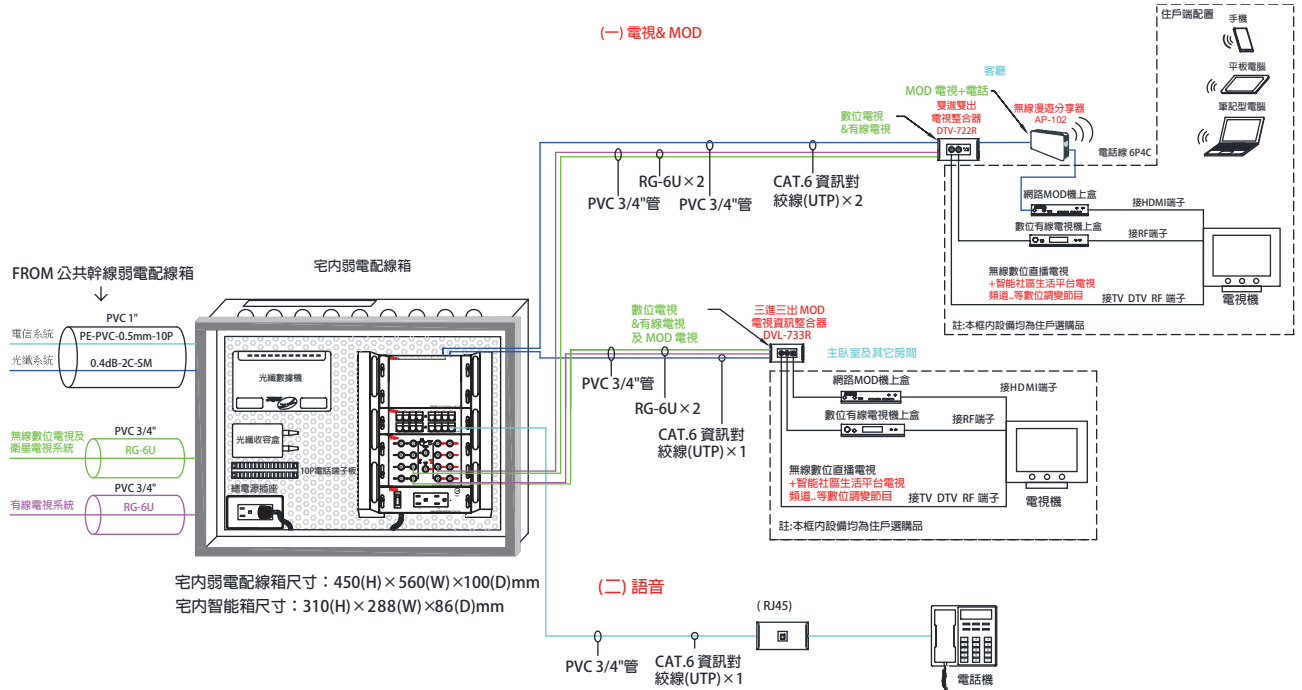 (一) 電視& MOD
住戶端配置
手機
平板電腦
筆記型電腦
客廳
MOD 電視+電話
雙進雙出
電視整合器
DTV-722R
無線漫遊分享器
AP-102
數位電視
&有線電視
電話線 6P4C
RG-6U×2
CAT.6 資訊對
絞線(UTP)×2
PVC 3/4"管
PVC 3/4"管
網路MOD機上盒
接HDMI端子
數位有線電視機上盒
接RF端子
無線數位直播電視
+智能社區生活平台電視
頻道..等數位調變節目
接TV DTV RF 端子
電視機
註:本框內設備均為住戶選購品
FROM 公共幹線弱電配線箱
宅內弱電配線箱
PVC 1"
電信系統
PE-PVC-0.5mm-10P
光纖系統
0.4dB-2C-SM
無線數位電視及
衛星電視系統
PVC 3/4"
RG-6U
有線電視系統
PVC 3/4"
RG-6U
光纖數據機
光纖收容盒
10P電話端子板
總電源插座
數位電視
&有線電視
及 MOD 電視
三進三出 MOD
電視資訊整合器
DVL-733R
主臥室及其它房間
PVC 3/4"管
RG-6U×2
CAT.6 資訊對
絞線(UTP)×1
網路MOD機上盒
接HDMI端子
數位有線電視機上盒
接RF端子
無線數位直播電視
+智能社區生活平台電視
頻道..等數位調變節目
接TV DTV RF 端子
電視機
註:本框內設備均為住戶選購品
宅內弱電配線箱尺寸：450(H)×560(W)×100(D)mm
宅內智能箱尺寸：310(H)×288(W)×86(D)mm
(二) 語音
( RJ45)
PVC 3/4"管
CAT.6 資訊對
絞線(UTP)×1
電話機